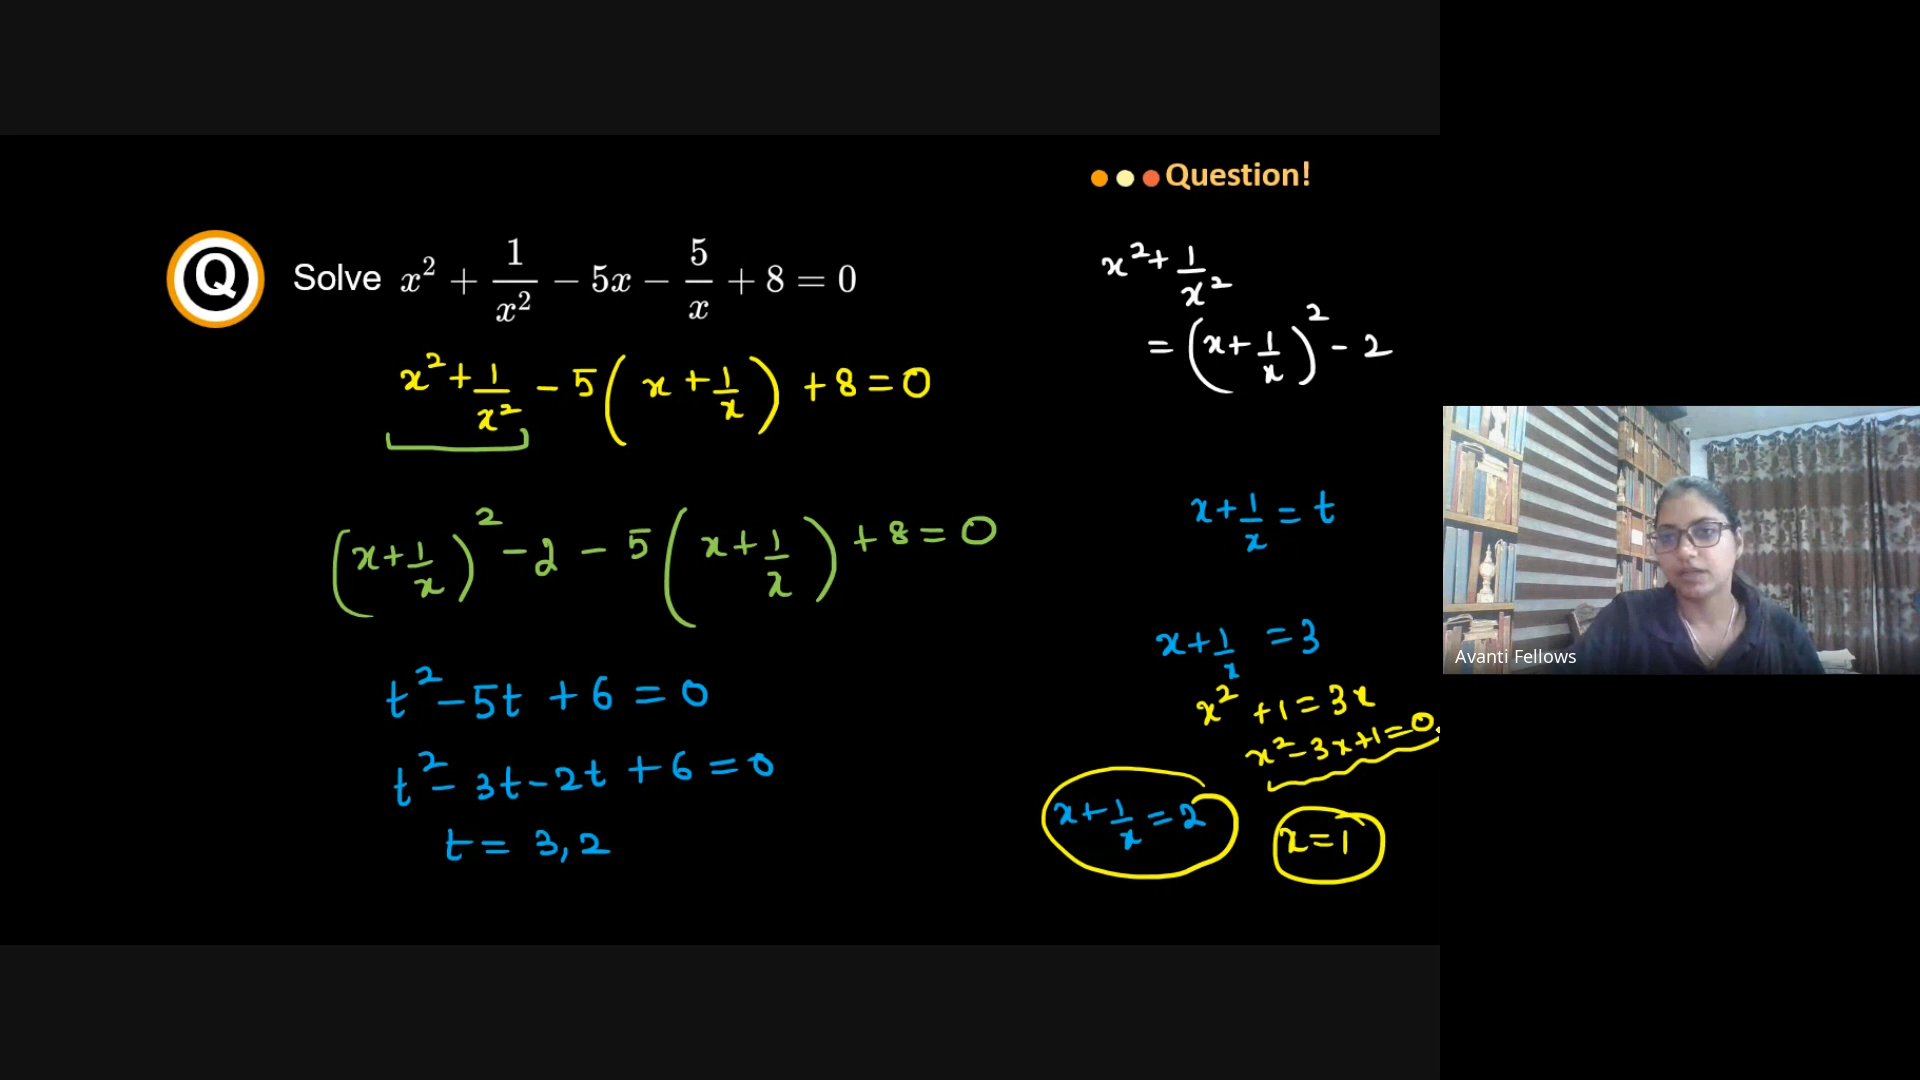 Question!
Q
Solve x² + 1/x² − 5x − 5/x + 8 = 0
x² + 1/x² − 5(x + 1/x) + 8 = 0
(x + 1/x)² − 2 − 5(x + 1/x) + 8 = 0
t² − 5t + 6 = 0
t² − 3t − 2t + 6 = 0
t = 3, 2
x² + 1/x²
= (x + 1/x)² − 2
x + 1/x = t
x + 1/x = 3
x² + 1 = 3x
x² − 3x + 1 = 0
x + 1/x = 2
x = 1
Avanti Fellows